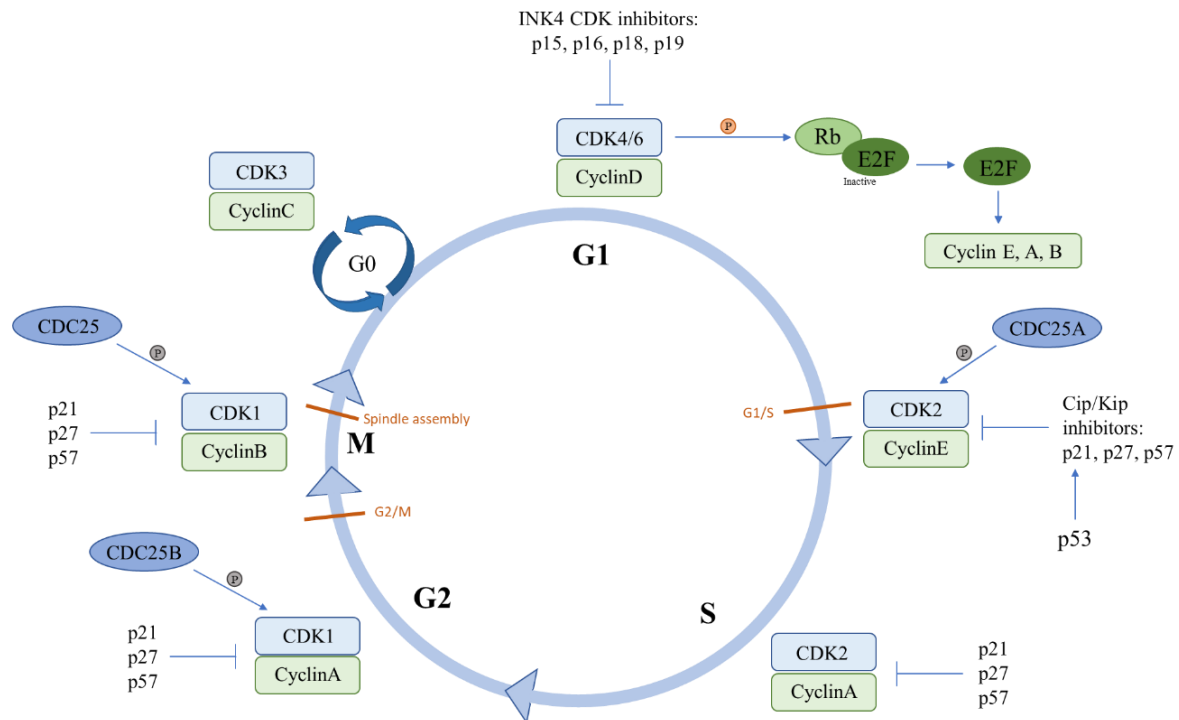 INK4 CDK inhibitors:
p15, p16, p18, p19
CDK4/6
CyclinD
P
Rb
E2F
Inactive
E2F
Cyclin E, A, B
CDK3
CyclinC
G0
G1
CDC25
P
CDK1
CyclinB
p21
p27
p57
Spindle assembly
M
CDC25A
P
G1/S
CDK2
CyclinE
Cip/Kip
inhibitors:
p21, p27, p57
p53
G2/M
CDC25B
P
G2
S
CDK1
CyclinA
p21
p27
p57
CDK2
CyclinA
p21
p27
p57